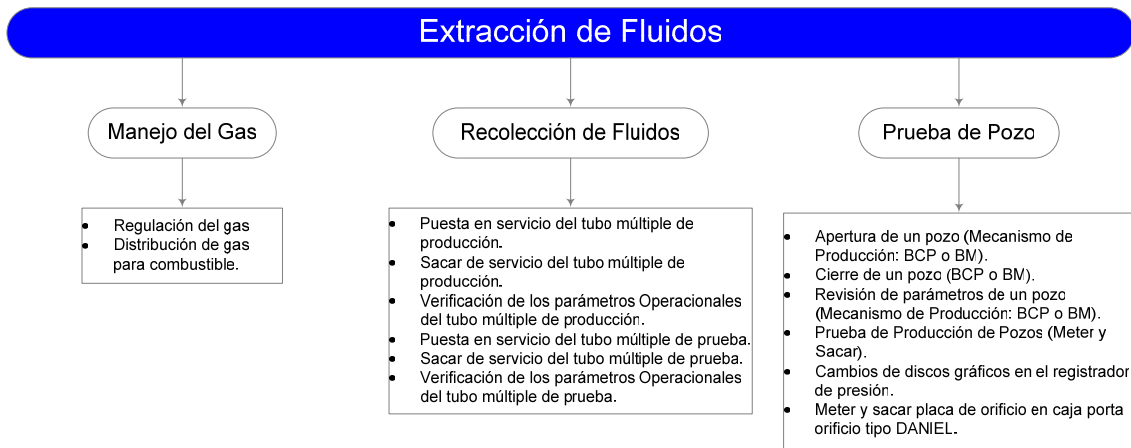 Extracción de Fluidos
Manejo del Gas
Recolección de Fluidos
Prueba de Pozo
• Regulación del gas
• Distribución de gas
para combustible.
• Puesta en servicio del tubo múltiple de
producción.
• Sacar de servicio del tubo múltiple de
producción.
• Verificación de los parámetros Operacionales
del tubo múltiple de producción.
• Puesta en servicio del tubo múltiple de prueba.
• Sacar de servicio del tubo múltiple de prueba.
• Verificación de los parámetros Operacionales
del tubo múltiple de prueba.
• Apertura de un pozo (Mecanismo de
Producción: BCP o BM).
• Cierre de un pozo (BCP o BM).
• Revisión de parámetros de un pozo
(Mecanismo de Producción: BCP o BM).
• Prueba de Producción de Pozos (Meter y
Sacar).
• Cambios de discos gráficos en el registrador
de presión.
• Meter y sacar placa de orificio en caja porta
orificio tipo DANIEL.